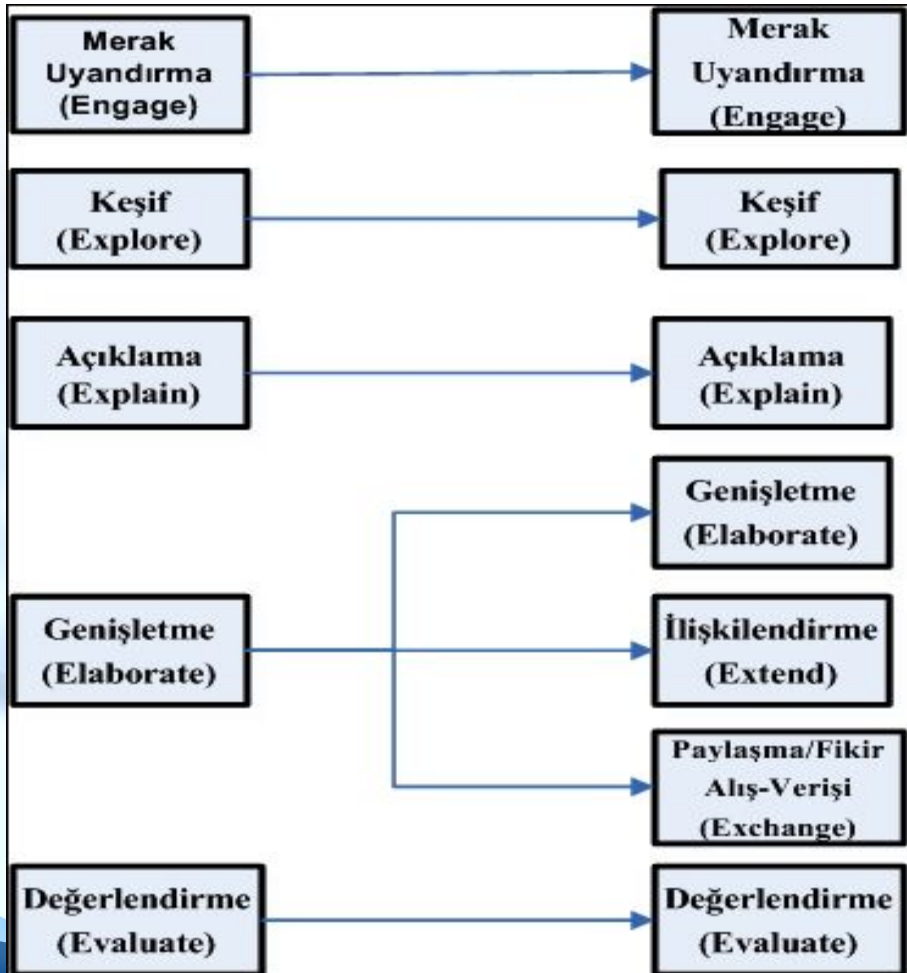 Merak
Uyandırma
(Engage)
Merak
Uyandırma
(Engage)
Keşif
(Explore)
Keşif
(Explore)
Açıklama
(Explain)
Açıklama
(Explain)
Genişletme
(Elaborate)
Genişletme
(Elaborate)
İlişkilendirme
(Extend)
Paylaşma/Fikir
Alış-Verişi
(Exchange)
Değerlendirme
(Evaluate)
Değerlendirme
(Evaluate)